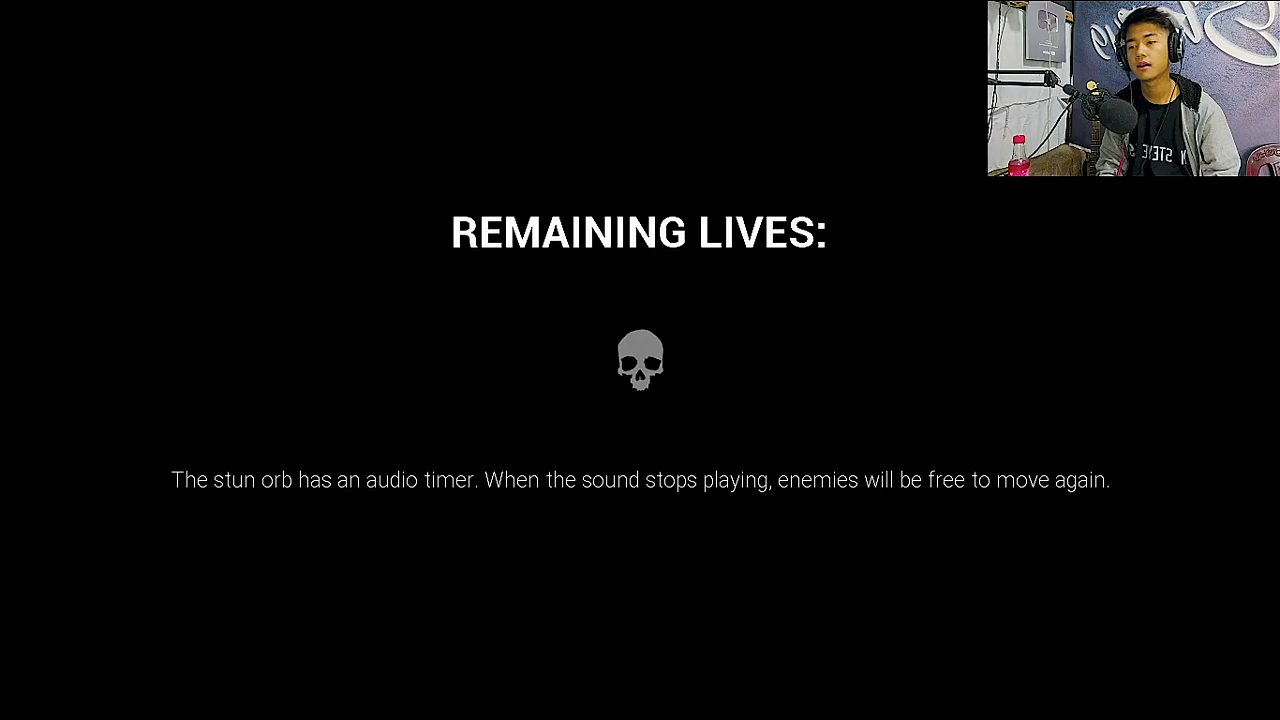 REMAINING LIVES:
The stun orb has an audio timer. When the sound stops playing, enemies will be free to move again.